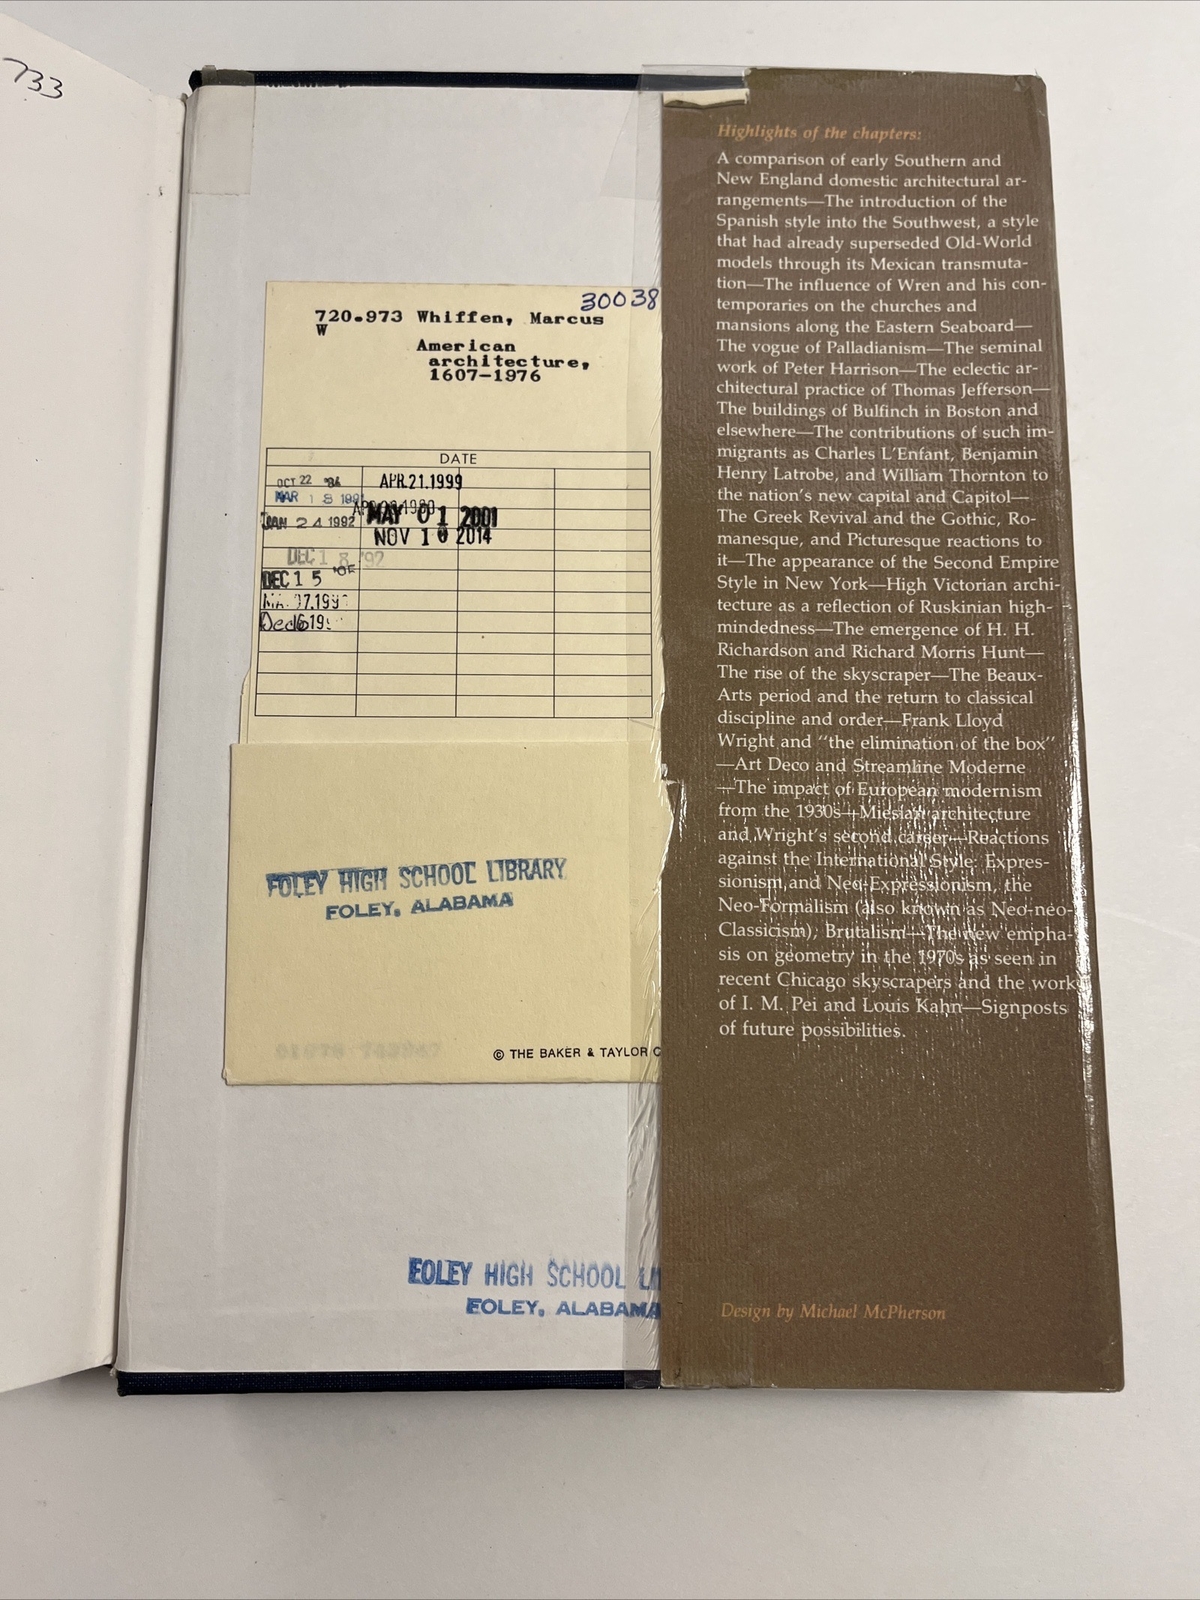 733
30038
720.973 Whiffen, Marcus
W
American
architecture,
1607-1976
DATE
OCT 22 '86
MAR 18 199
JAN 24 1992
DEC 18 '92
DEC 15
Dec 16 19
APR.21.1999
MAY 01 2001
NOV 10 2014
FOLEY HIGH SCHOOL LIBRARY
FOLEY, ALABAMA
© THE BAKER & TAYLOR C
FOLEY HIGH SCHOOL LI
FOLEY, ALABAMA
Highlights of the chapters:
A comparison of early Southern and
New England domestic architectural ar-
rangements—The introduction of the
Spanish style into the Southwest, a style
that had already superseded Old-World
models through its Mexican transmuta-
tion—The influence of Wren and his con-
temporaries on the churches and
mansions along the Eastern Seaboard—
The vogue of Palladianism—The seminal
work of Peter Harrison—The eclectic ar-
chitectural practice of Thomas Jefferson—
The buildings of Bulfinch in Boston and
elsewhere—The contributions of such im-
migrants as Charles L'Enfant, Benjamin
Henry Latrobe, and William Thornton to
the nation's new capital and Capitol—
The Greek Revival and the Gothic, Ro-
manesque, and Picturesque reactions to
it—The appearance of the Second Empire
Style in New York—High Victorian archi-
tecture as a reflection of Ruskinian high-
mindedness—The emergence of H. H.
Richardson and Richard Morris Hunt—
The rise of the skyscraper—The Beaux-
Arts period and the return to classical
discipline and order—Frank Lloyd
Wright and "the elimination of the box"
—Art Deco and Streamline Moderne
—The impact of European modernism
from the 1930s—Miesian architecture
and Wright's second career—Reactions
against the International Style: Expres-
sionism and Neo-Expressionism, the
Neo-Formalism (also known as Neo-neo-
Classicism), Brutalism—The new empha-
sis on geometry in the 1970s as seen in
recent Chicago skyscrapers and the work
of I. M. Pei and Louis Kahn—Signposts
of future possibilities.
Design by Michael McPherson